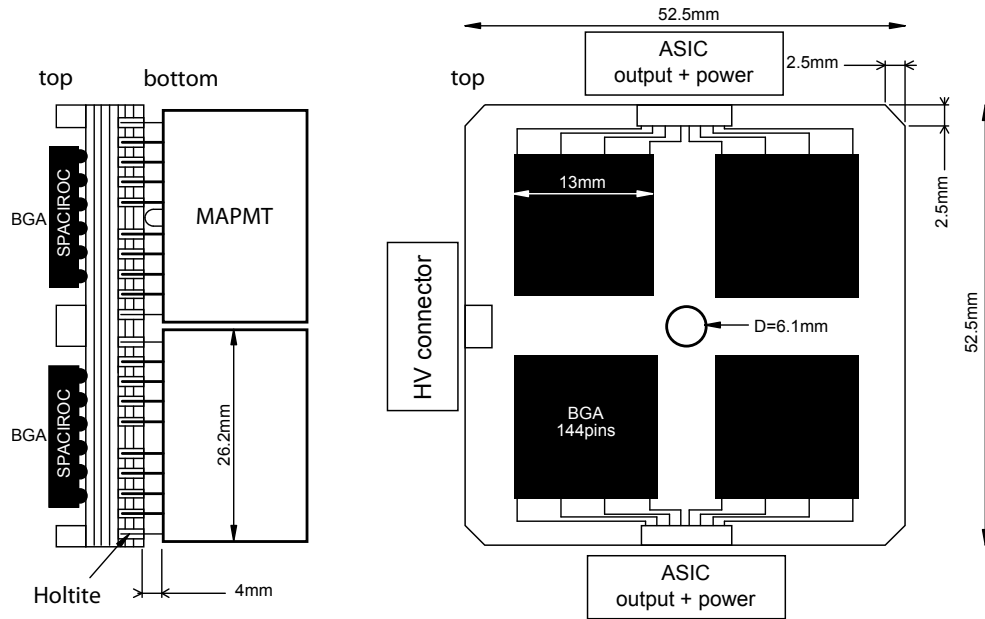 top
bottom
BGA
SPACIROC
MAPMT
BGA
SPACIROC
26.2mm
Holtite
4mm
52.5mm
ASIC
output + power
top
2.5mm
2.5mm
13mm
HV connector
D=6.1mm
52.5mm
BGA
144pins
ASIC
output + power